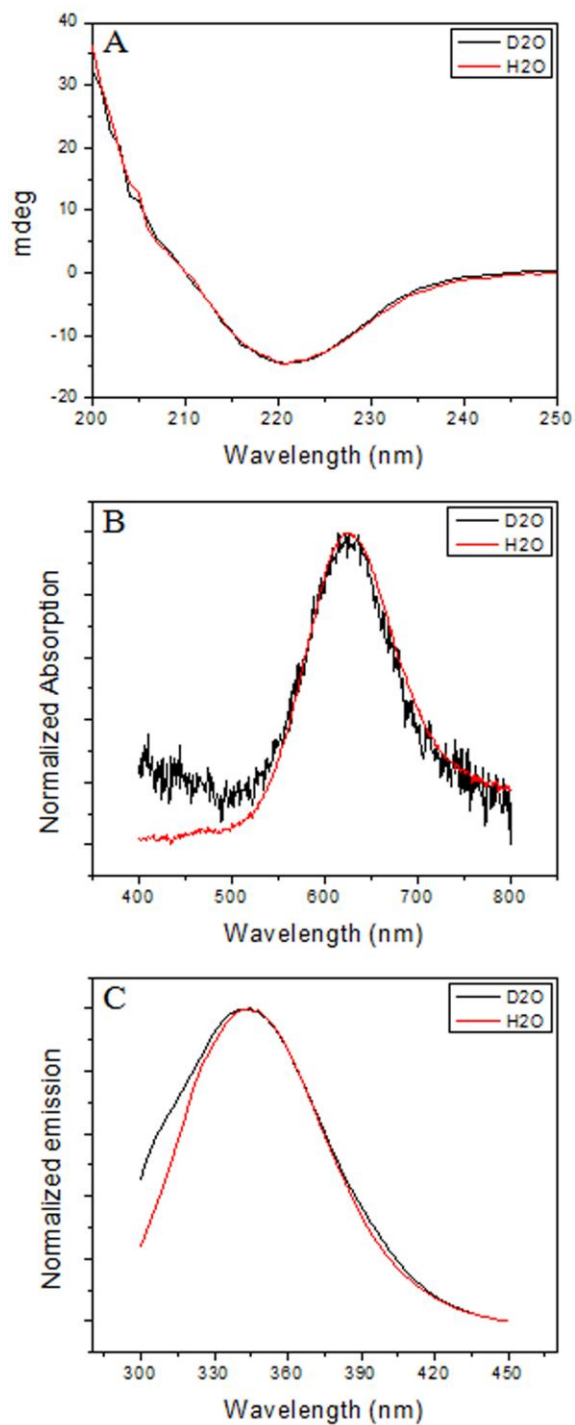 A
D2O
H2O
40
30
20
10
0
-10
-20
mdeg
200 210 220 230 240 250
Wavelength (nm)
B
D2O
H2O
Normalized Absorption
400 500 600 700 800
Wavelength (nm)
C
D2O
H2O
Normalized emission
300 330 360 390 420 450
Wavelength (nm)